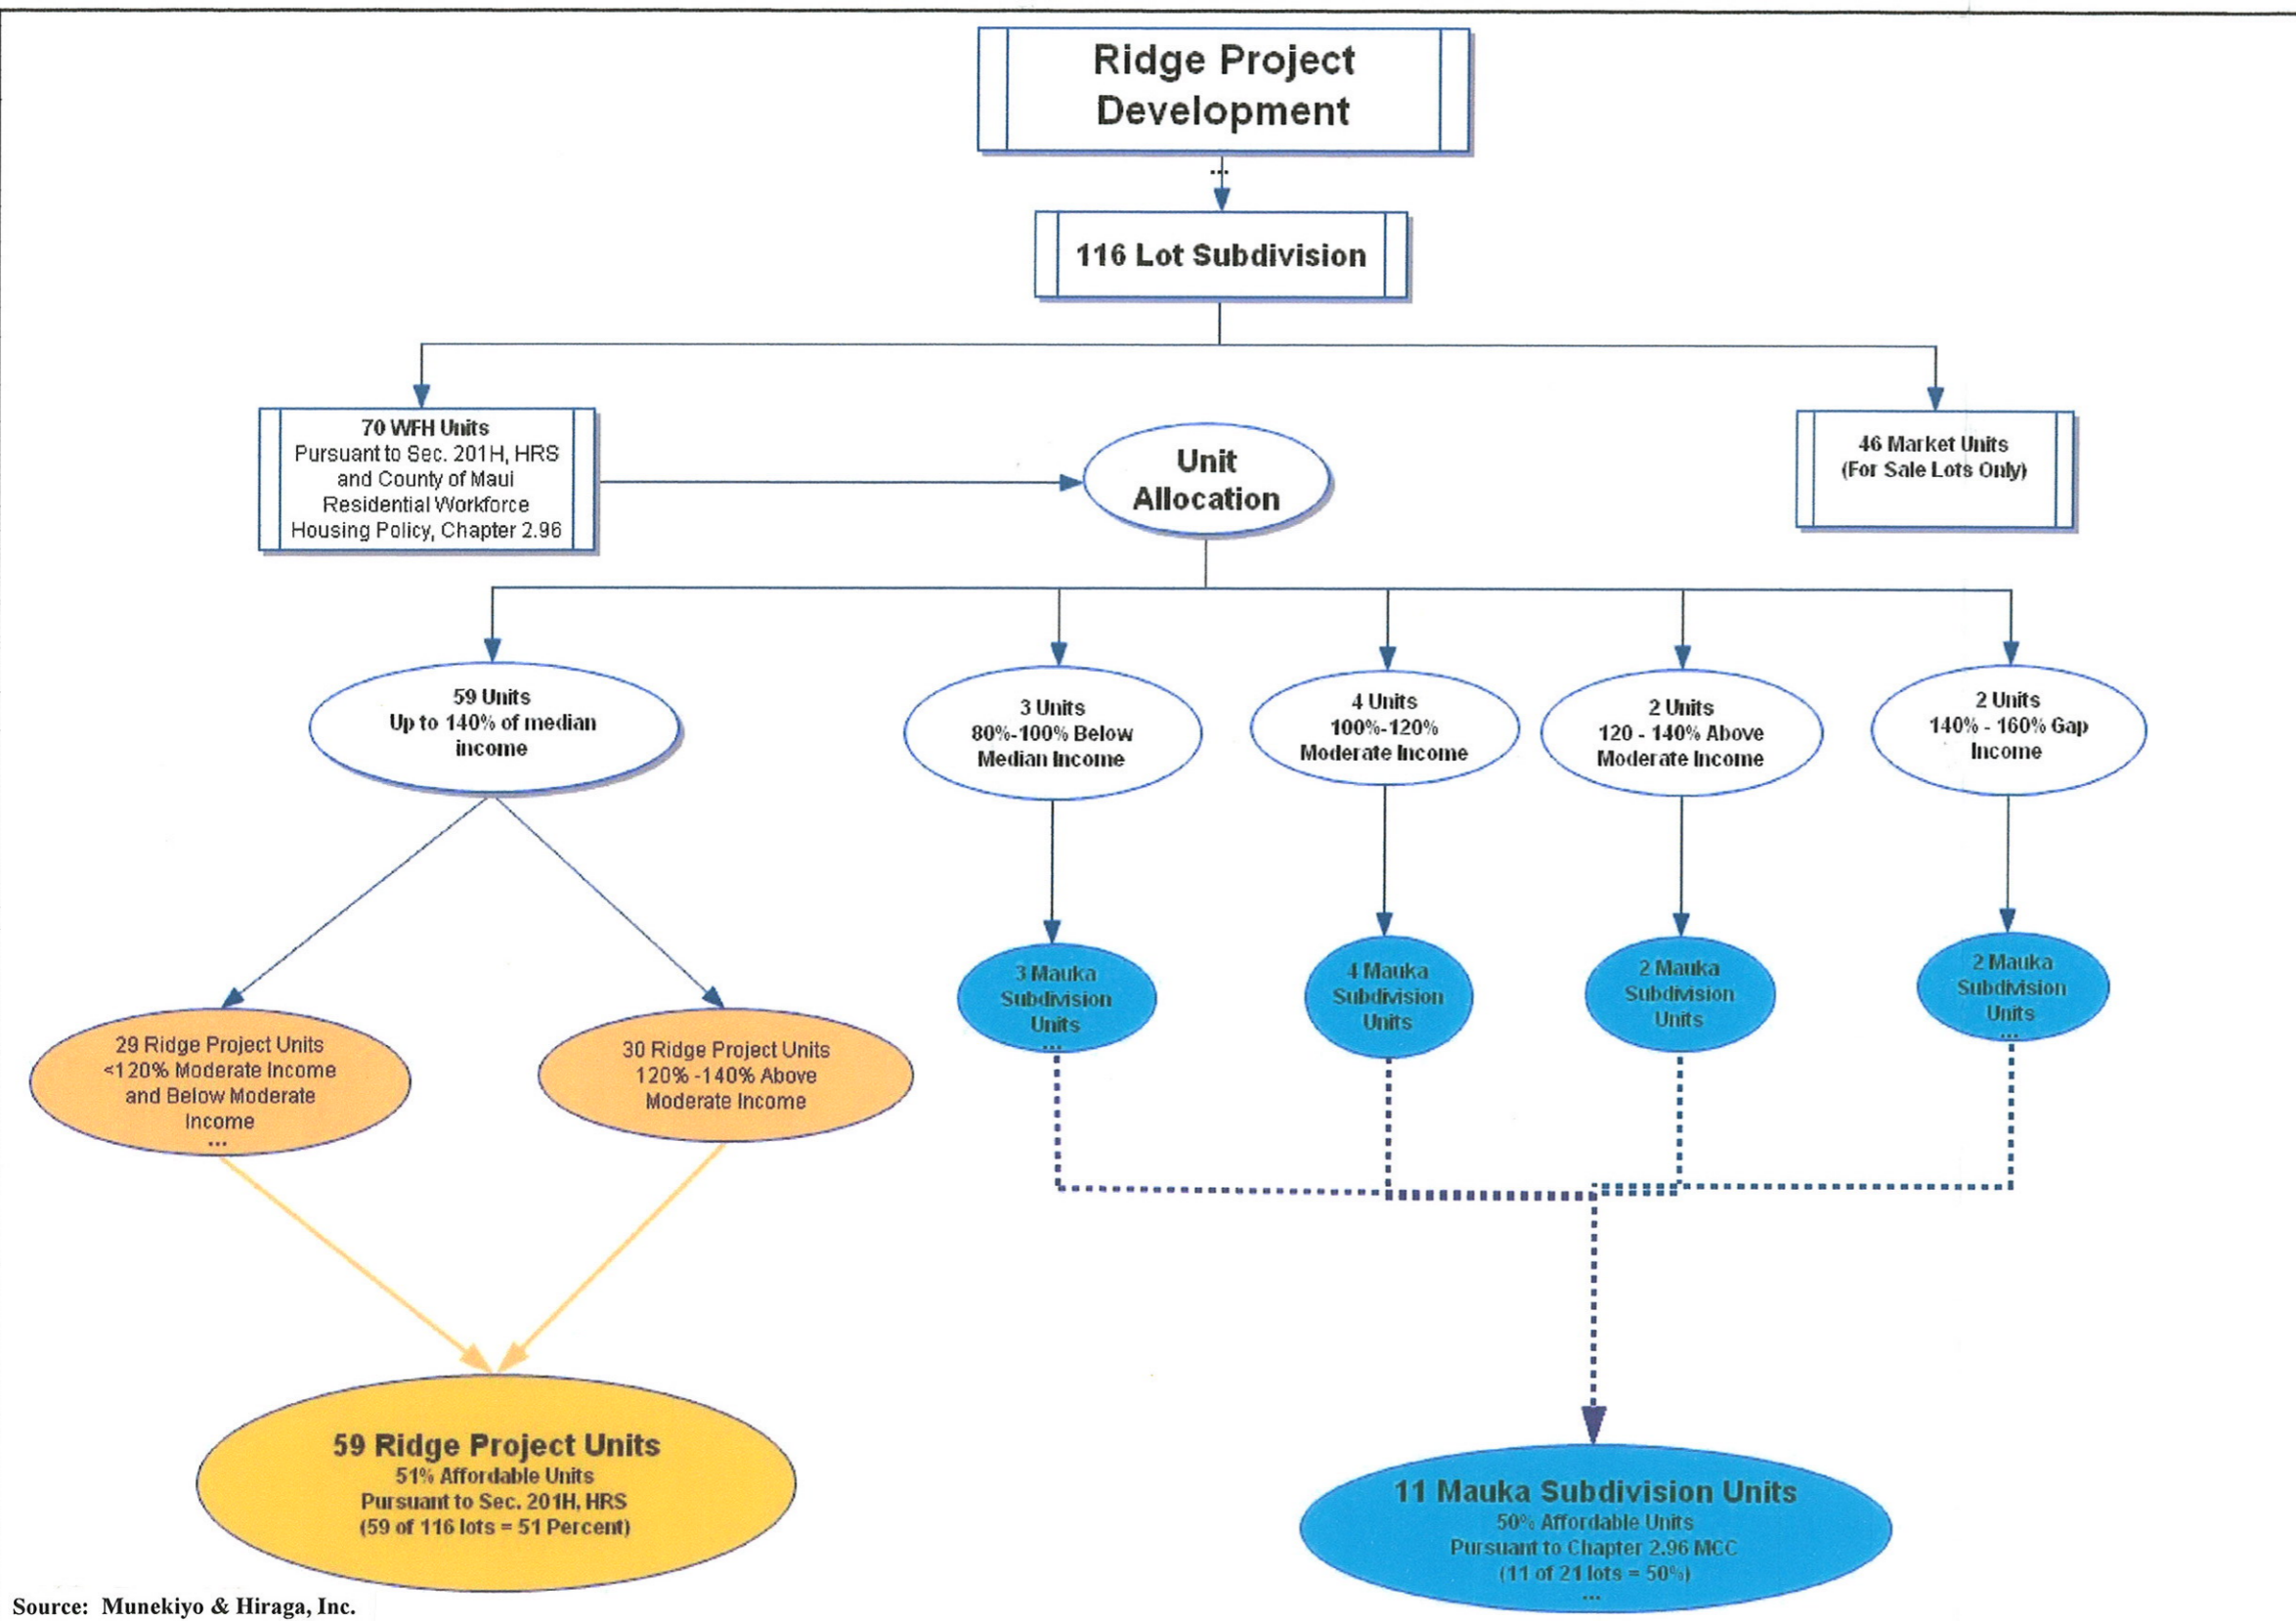 Ridge Project
Development
...
116 Lot Subdivision
70 WFH Units
Pursuant to Sec. 201H, HRS
and County of Maui
Residential Workforce
Housing Policy, Chapter 2.96
Unit
Allocation
46 Market Units
(For Sale Lots Only)
59 Units
Up to 140% of median
income
3 Units
80%-100% Below
Median Income
4 Units
100%-120%
Moderate Income
2 Units
120 - 140% Above
Moderate Income
2 Units
140% - 160% Gap
Income
3 Mauka
Subdivision
Units
...
4 Mauka
Subdivision
Units
2 Mauka
Subdivision
Units
2 Mauka
Subdivision
Units
...
29 Ridge Project Units
<120% Moderate Income
and Below Moderate
Income
...
30 Ridge Project Units
120% -140% Above
Moderate Income
59 Ridge Project Units
51% Affordable Units
Pursuant to Sec. 201H, HRS
(59 of 116 lots = 51 Percent)
11 Mauka Subdivision Units
50% Affordable Units
Pursuant to Chapter 2.96 MCC
(11 of 21 lots = 50%)
...
Source: Munekiyo & Hiraga, Inc.